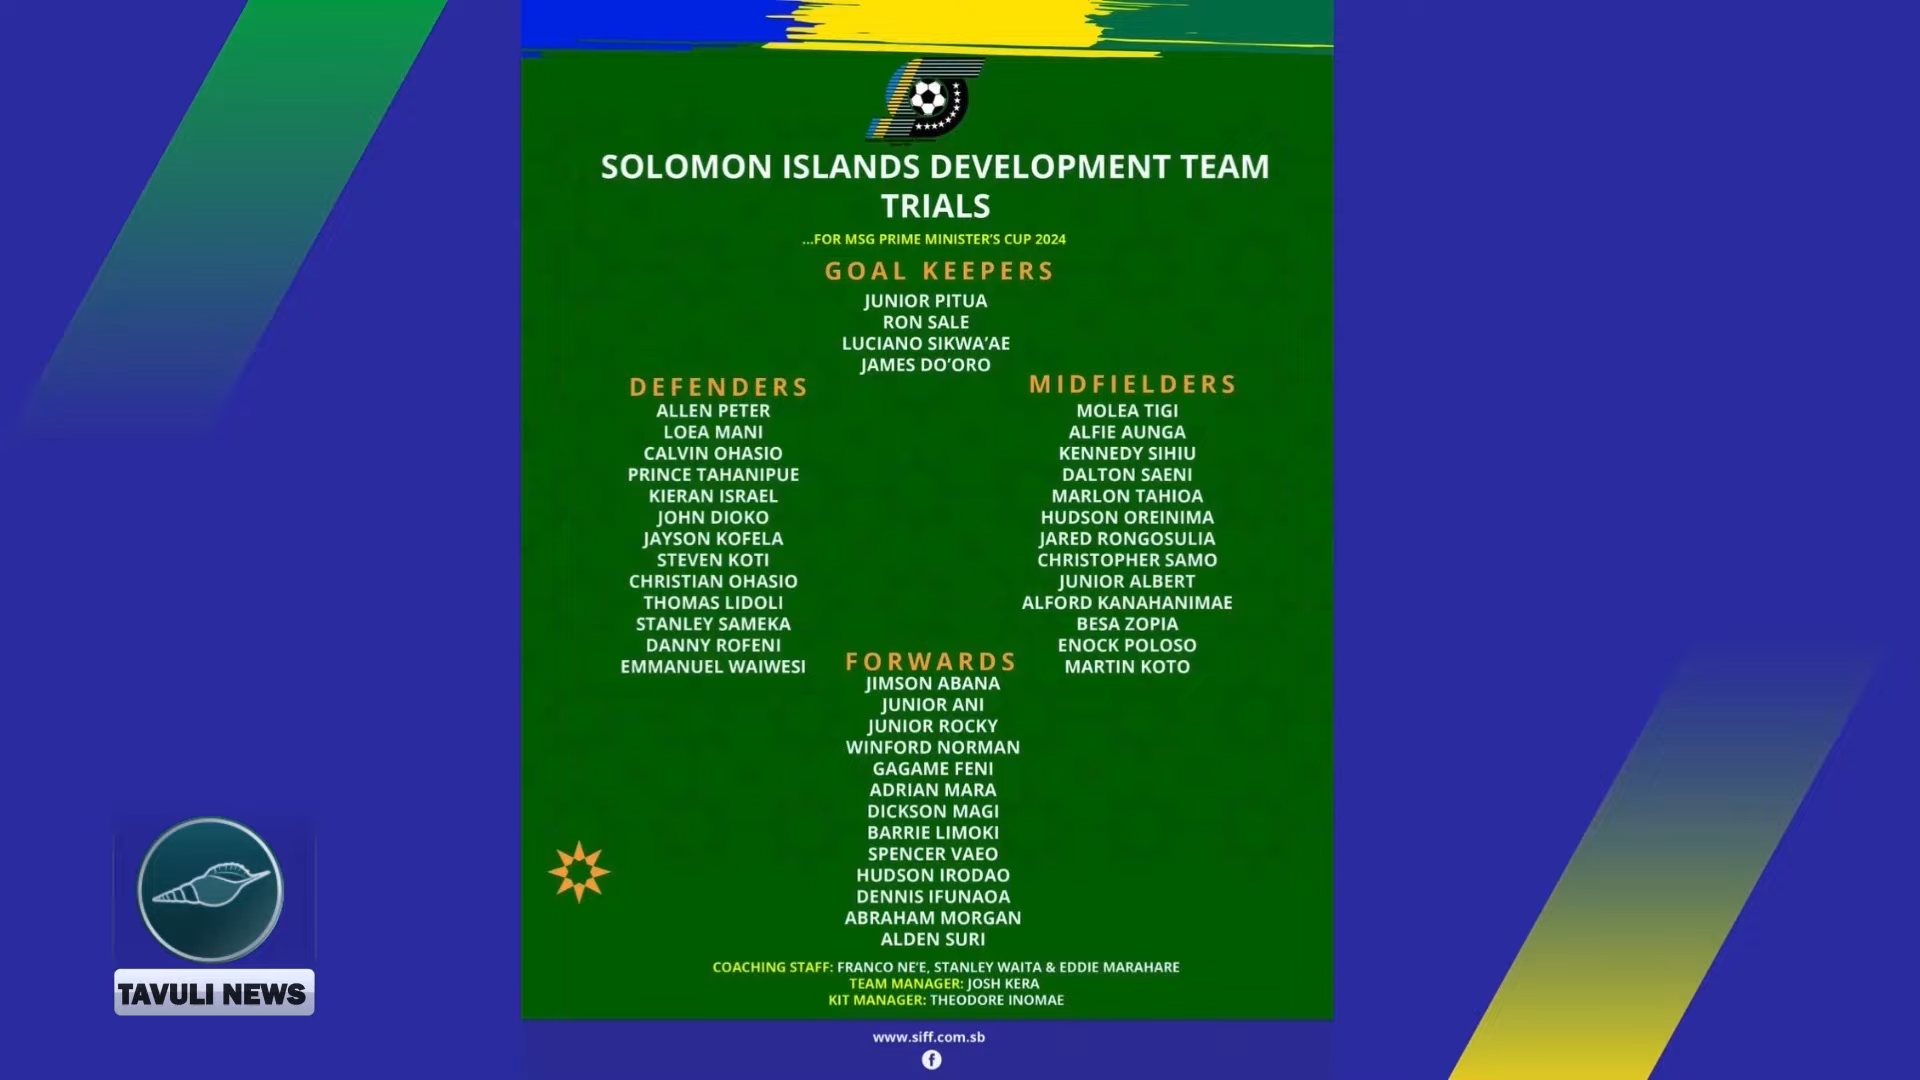 SOLOMON ISLANDS DEVELOPMENT TEAM
TRIALS
...FOR MSG PRIME MINISTER'S CUP 2024
GOAL KEEPERS
JUNIOR PITUA
RON SALE
LUCIANO SIKWA'AE
JAMES DO'ORO
DEFENDERS
ALLEN PETER
LOEA MANI
CALVIN OHASIO
PRINCE TAHANIPUE
KIERAN ISRAEL
JOHN DIOKO
JAYSON KOFELA
STEVEN KOTI
CHRISTIAN OHASIO
THOMAS LIDOLI
STANLEY SAMEKA
DANNY ROFENI
EMMANUEL WAIWESI
MIDFIELDERS
MOLEA TIGI
ALFIE AUNGA
KENNEDY SIHIU
DALTON SAENI
MARLON TAHIOA
HUDSON OREINIMA
JARED RONGOSULIA
CHRISTOPHER SAMO
JUNIOR ALBERT
ALFORD KANAHANIMAE
BESA ZOPIA
ENOCK POLOSO
MARTIN KOTO
FORWARDS
JIMSON ABANA
JUNIOR ANI
JUNIOR ROCKY
WINFORD NORMAN
GAGAME FENI
ADRIAN MARA
DICKSON MAGI
BARRIE LIMOKI
SPENCER VAEO
HUDSON IRODAO
DENNIS IFUNAOA
ABRAHAM MORGAN
ALDEN SURI
COACHING STAFF: FRANCO NE'E, STANLEY WAITA & EDDIE MARAHARE
TEAM MANAGER: JOSH KERA
KIT MANAGER: THEODORE INOMAE
www.siff.com.sb
TAVULI NEWS